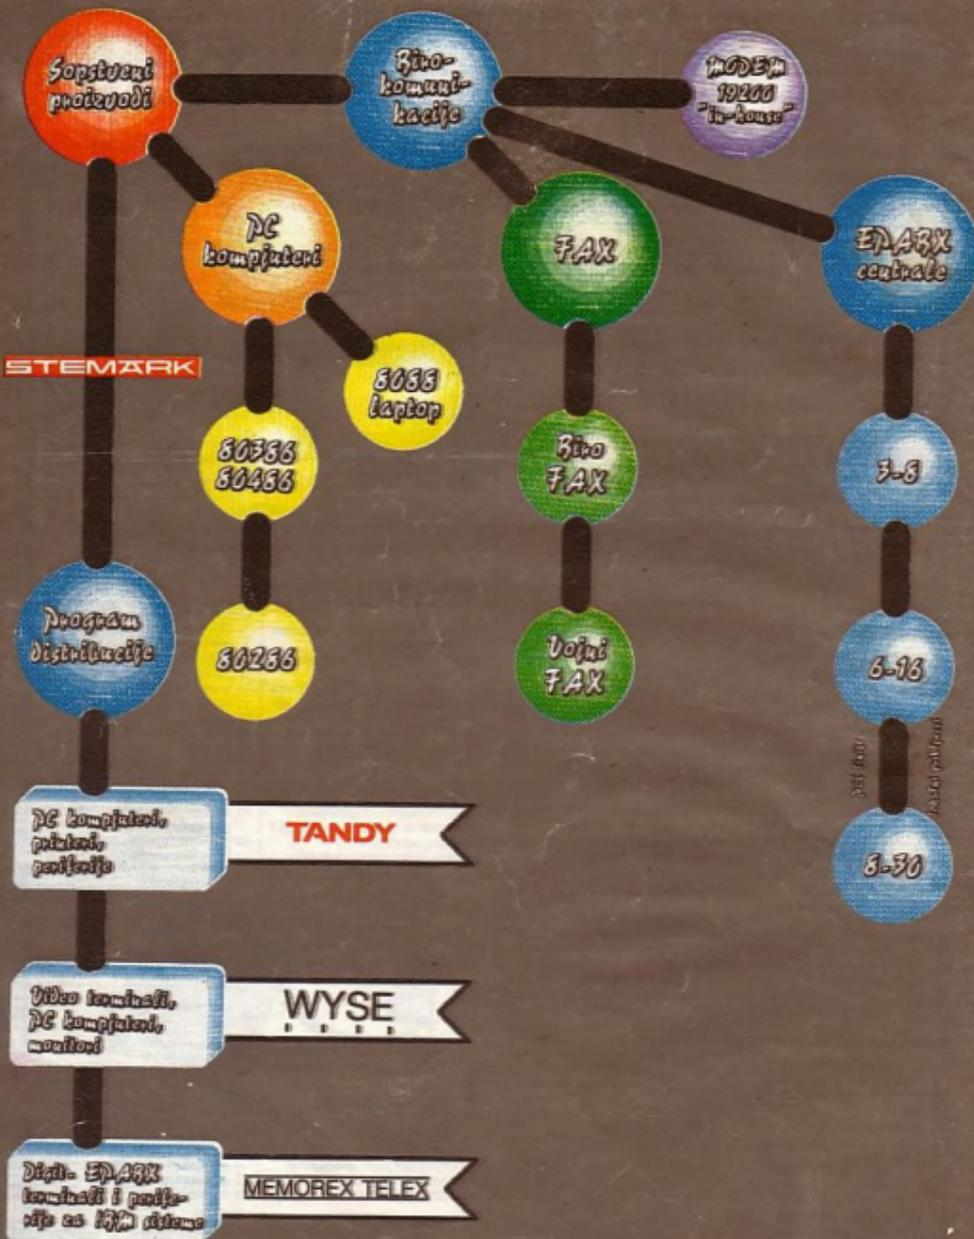 Sopstveni
proizvodi
Biro-
komuni-
kacije
MODEM
19200
"in-house"
PC
kompjuteri
FAX
EPABX
centrale
STEMARK
8088
laptop
80386
80486
Biro
FAX
3-8
Program
distribucije
80286
Vojni
FAX
6-16
8-30
PC kompjuteri,
printeri,
periferije
TANDY
Video terminali,
PC kompjuteri,
monitori
WYSE
Digit- EPABX
terminali i perife-
rije za IBM sisteme
MEMOREX TELEX